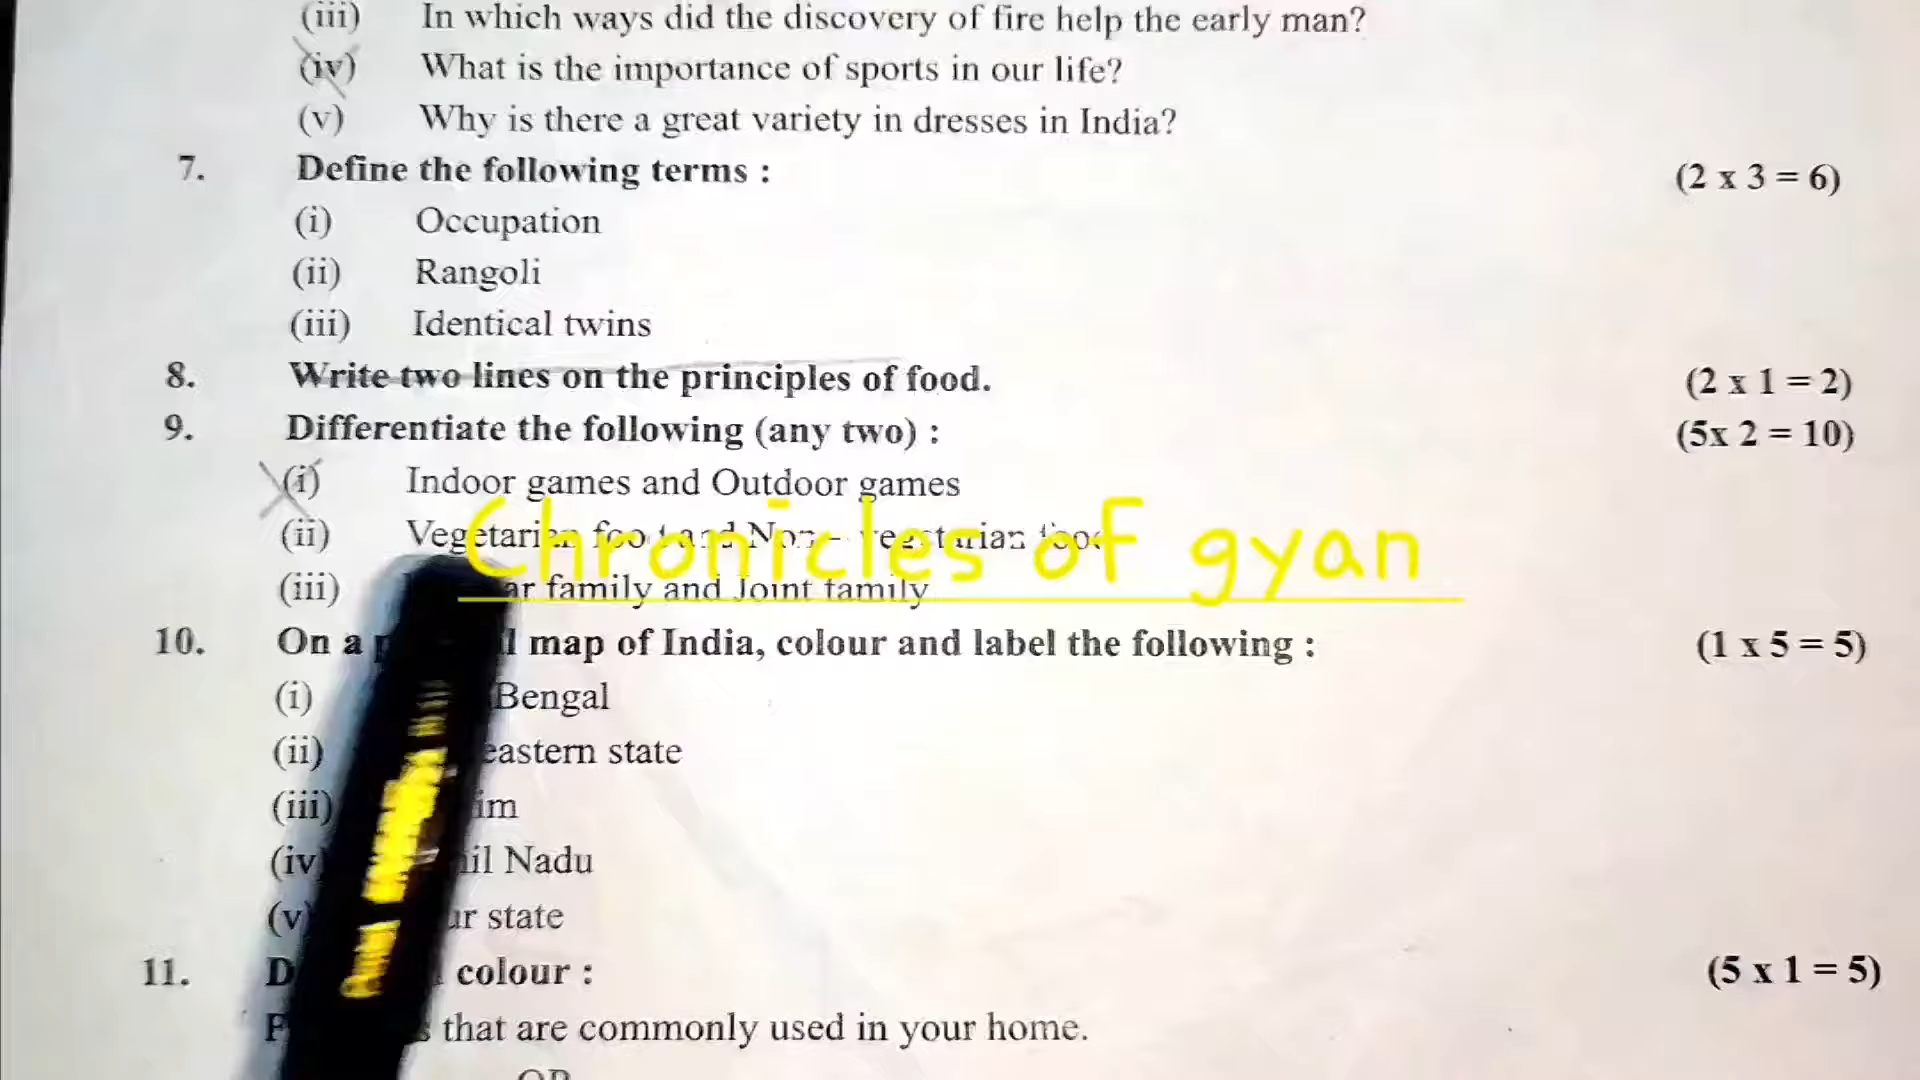 (iii) In which ways did the discovery of fire help the early man?
(iv) What is the importance of sports in our life?
(v) Why is there a great variety in dresses in India?
7. Define the following terms : (2 x 3 = 6)
(i) Occupation
(ii) Rangoli
(iii) Identical twins
8. Write two lines on the principles of food. (2 x 1 = 2)
9. Differentiate the following (any two) : (5x 2 = 10)
(i) Indoor games and Outdoor games
(ii) Vegetarian food and Non - vegetarian food
Chronicles of gyan
(iii) family and Joint family
10. On a map of India, colour and label the following : (1 x 5 = 5)
(i) Bengal
(ii) eastern state
(iii)
(iv) Nadu
(v) state
11. colour : (5 x 1 = 5)
that are commonly used in your home.